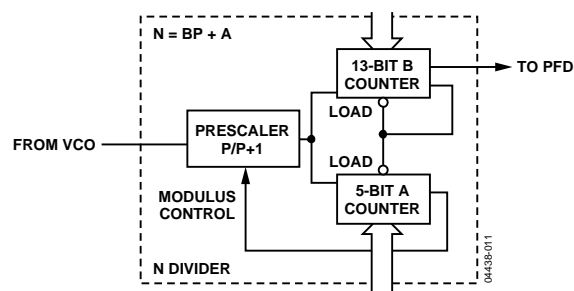 N = BP + A
13-BIT B
COUNTER
TO PFD
LOAD
PRESCALER
P/P+1
FROM VCO
LOAD
MODULUS
CONTROL
5-BIT A
COUNTER
N DIVIDER
04438-011